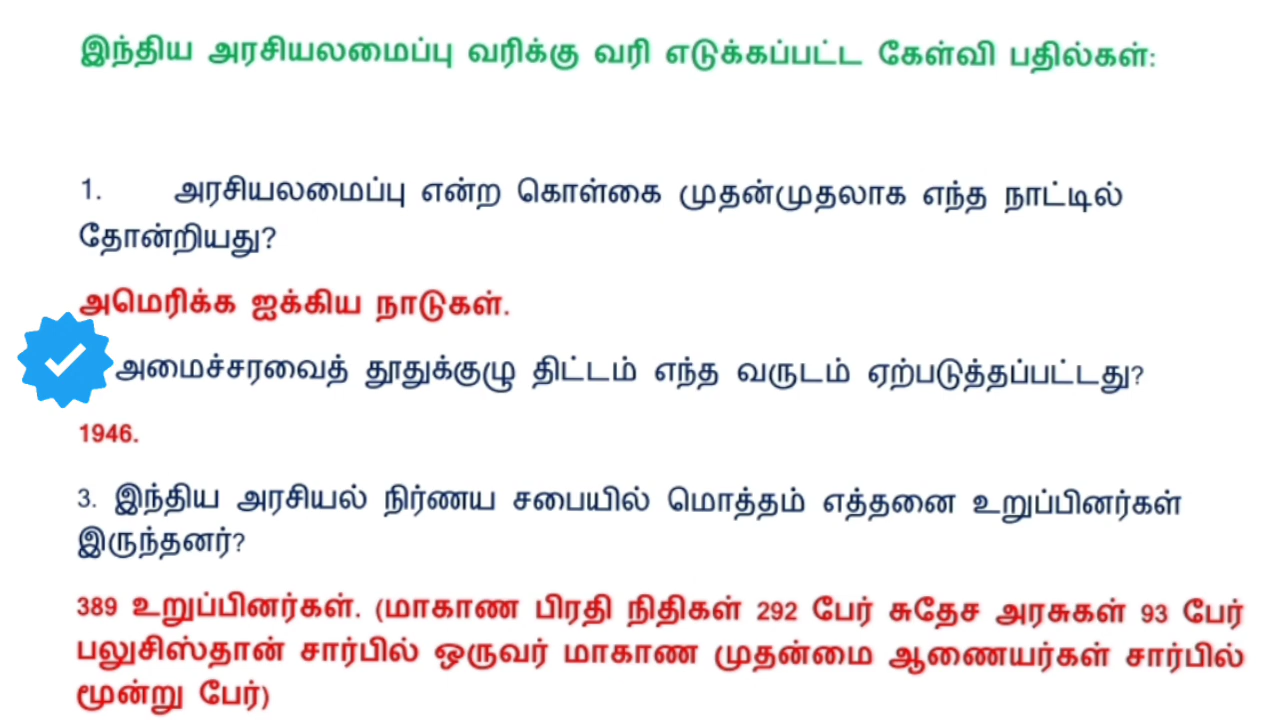 இந்திய அரசியலமைப்பு வரிக்கு வரி எடுக்கப்பட்ட கேள்வி பதில்கள்:
1. அரசியலமைப்பு என்ற கொள்கை முதன்முதலாக எந்த நாட்டில்
தோன்றியது?
அமெரிக்க ஐக்கிய நாடுகள்.
அமைச்சரவைத் தூதுக்குழு திட்டம் எந்த வருடம் ஏற்படுத்தப்பட்டது?
1946.
3. இந்திய அரசியல் நிர்ணய சபையில் மொத்தம் எத்தனை உறுப்பினர்கள்
இருந்தனர்?
389 உறுப்பினர்கள். (மாகாண பிரதி நிதிகள் 292 பேர் சுதேச அரசுகள் 93 பேர்
பலுசிஸ்தான் சார்பில் ஒருவர் மாகாண முதன்மை ஆணையர்கள் சார்பில்
மூன்று பேர்)